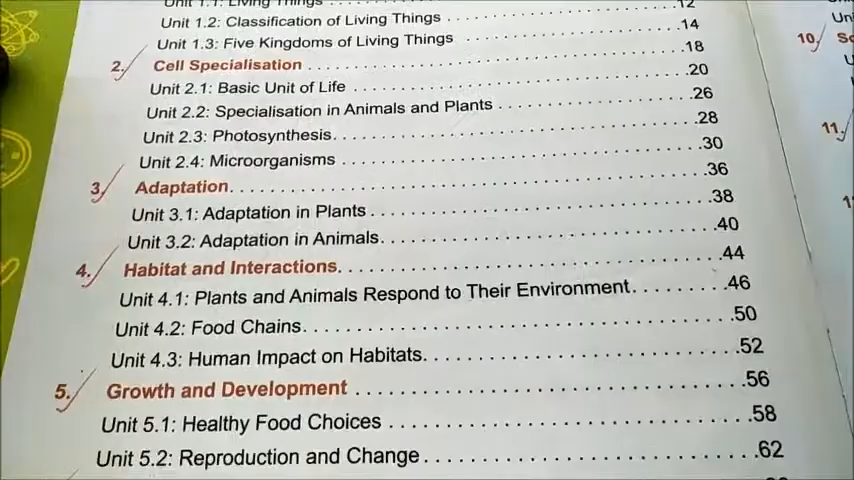 Unit 1.1: Living Things
Unit 1.2: Classification of Living Things . . . . . . . . . . 12
Unit 1.3: Five Kingdoms of Living Things . . . . . . . . . . 14
2. Cell Specialisation . . . . . . . . . . 18
Unit 2.1: Basic Unit of Life . . . . . . . . . . 20
Unit 2.2: Specialisation in Animals and Plants . . . . . . . . . . 26
Unit 2.3: Photosynthesis. . . . . . . . . . 28
Unit 2.4: Microorganisms . . . . . . . . . . 30
3. Adaptation. . . . . . . . . . 36
Unit 3.1: Adaptation in Plants . . . . . . . . . . 38
Unit 3.2: Adaptation in Animals. . . . . . . . . . 40
4. Habitat and Interactions. . . . . . . . . . 44
Unit 4.1: Plants and Animals Respond to Their Environment. . . . . . . . . 46
Unit 4.2: Food Chains. . . . . . . . . . 50
Unit 4.3: Human Impact on Habitats. . . . . . . . . . 52
5. Growth and Development . . . . . . . . . . 56
Unit 5.1: Healthy Food Choices . . . . . . . . . . 58
Unit 5.2: Reproduction and Change . . . . . . . . . . 62
10.
11.